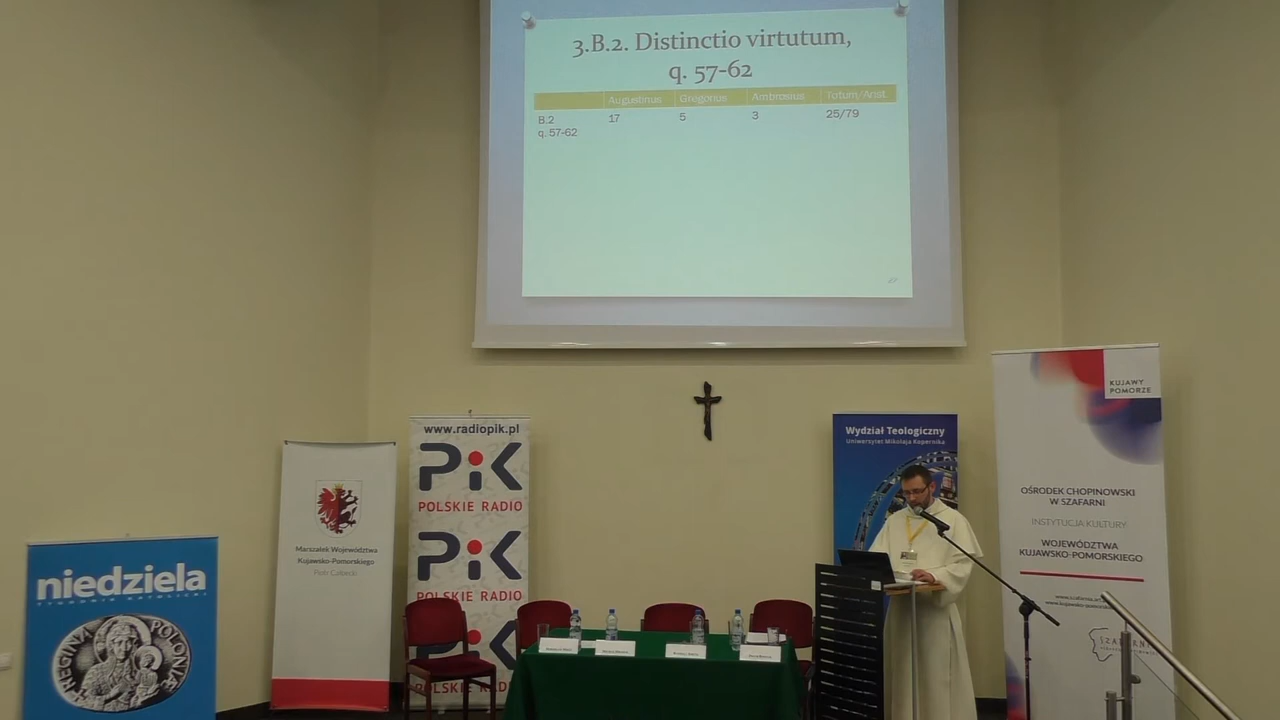 3.B.2. Distinctio virtutum,
q. 57-62
Augustinus Gregorius Ambrosius Totum/Arist.
B.2 17 5 3 25/79
q. 57-62
www.radiopik.pl
PiK
POLSKIE RADIO
PiK
POLSKIE RADIO
POLSKIE RADIO
Marszałek Województwa
Kujawsko-Pomorskiego
Piotr Całbecki
niedziela
REGINA POLONIAE
Wydział Teologiczny
Uniwersytet Mikołaja Kopernika
KUJAWY
POMORZE
OŚRODEK CHOPINOWSKI
W SZAFARNI
INSTYTUCJA KULTURY
WOJEWÓDZTWA
KUJAWSKO-POMORSKIEGO